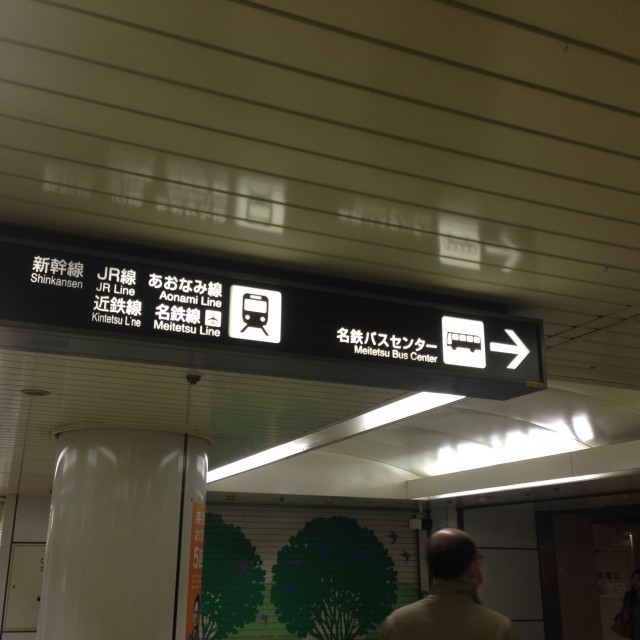 新幹線
Shinkansen
JR線
JR Line
近鉄線
Kintetsu Line
あおなみ線
Aonami Line
名鉄線
Meitetsu Line
名鉄バスセンター
Meitetsu Bus Center